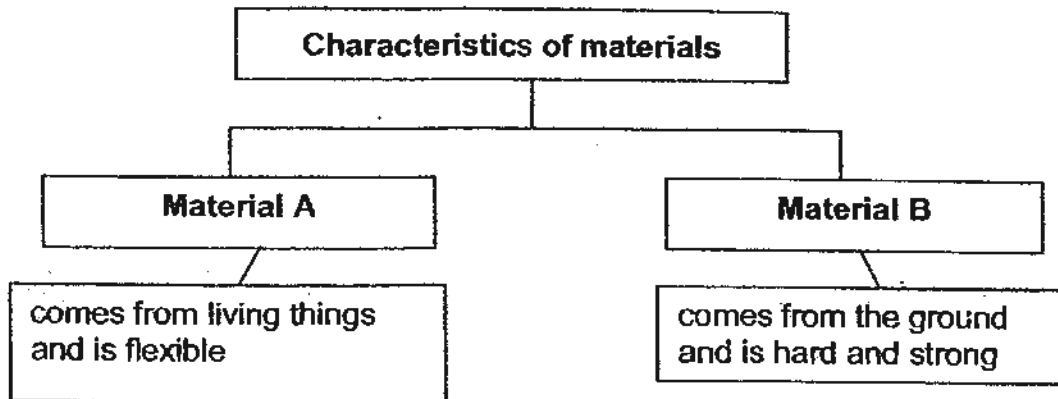 Characteristics of materials
Material A
Material B
comes from living things
and is flexible
comes from the ground
and is hard and strong